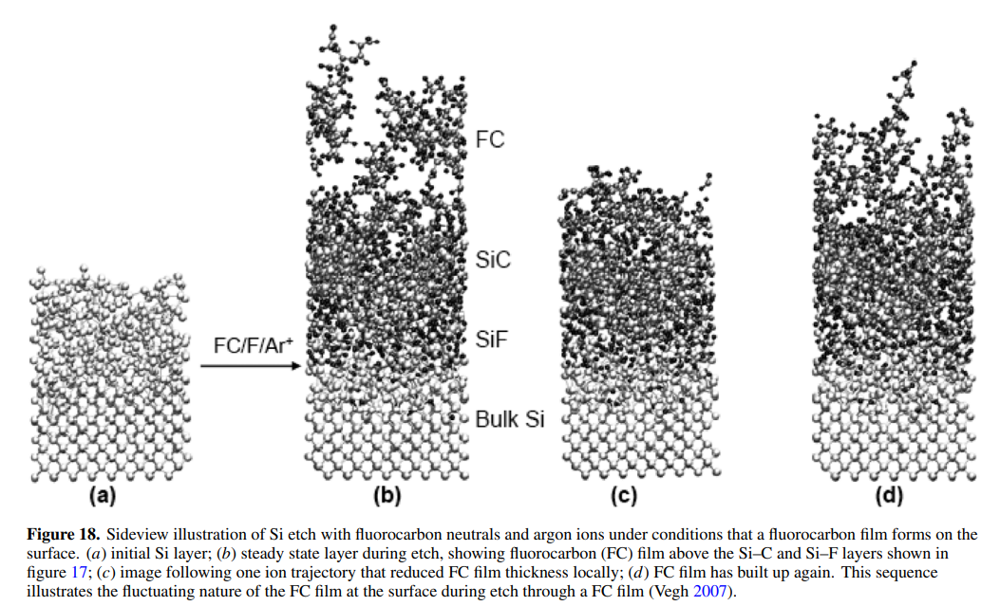 FC
SiC
FC/F/Ar⁺
SiF
Bulk Si
(a)
(b)
(c)
(d)
Figure 18. Sideview illustration of Si etch with fluorocarbon neutrals and argon ions under conditions that a fluorocarbon film forms on the
surface. (a) initial Si layer; (b) steady state layer during etch, showing fluorocarbon (FC) film above the Si–C and Si–F layers shown in
figure 17; (c) image following one ion trajectory that reduced FC film thickness locally; (d) FC film has built up again. This sequence
illustrates the fluctuating nature of the FC film at the surface during etch through a FC film (Vegh 2007).